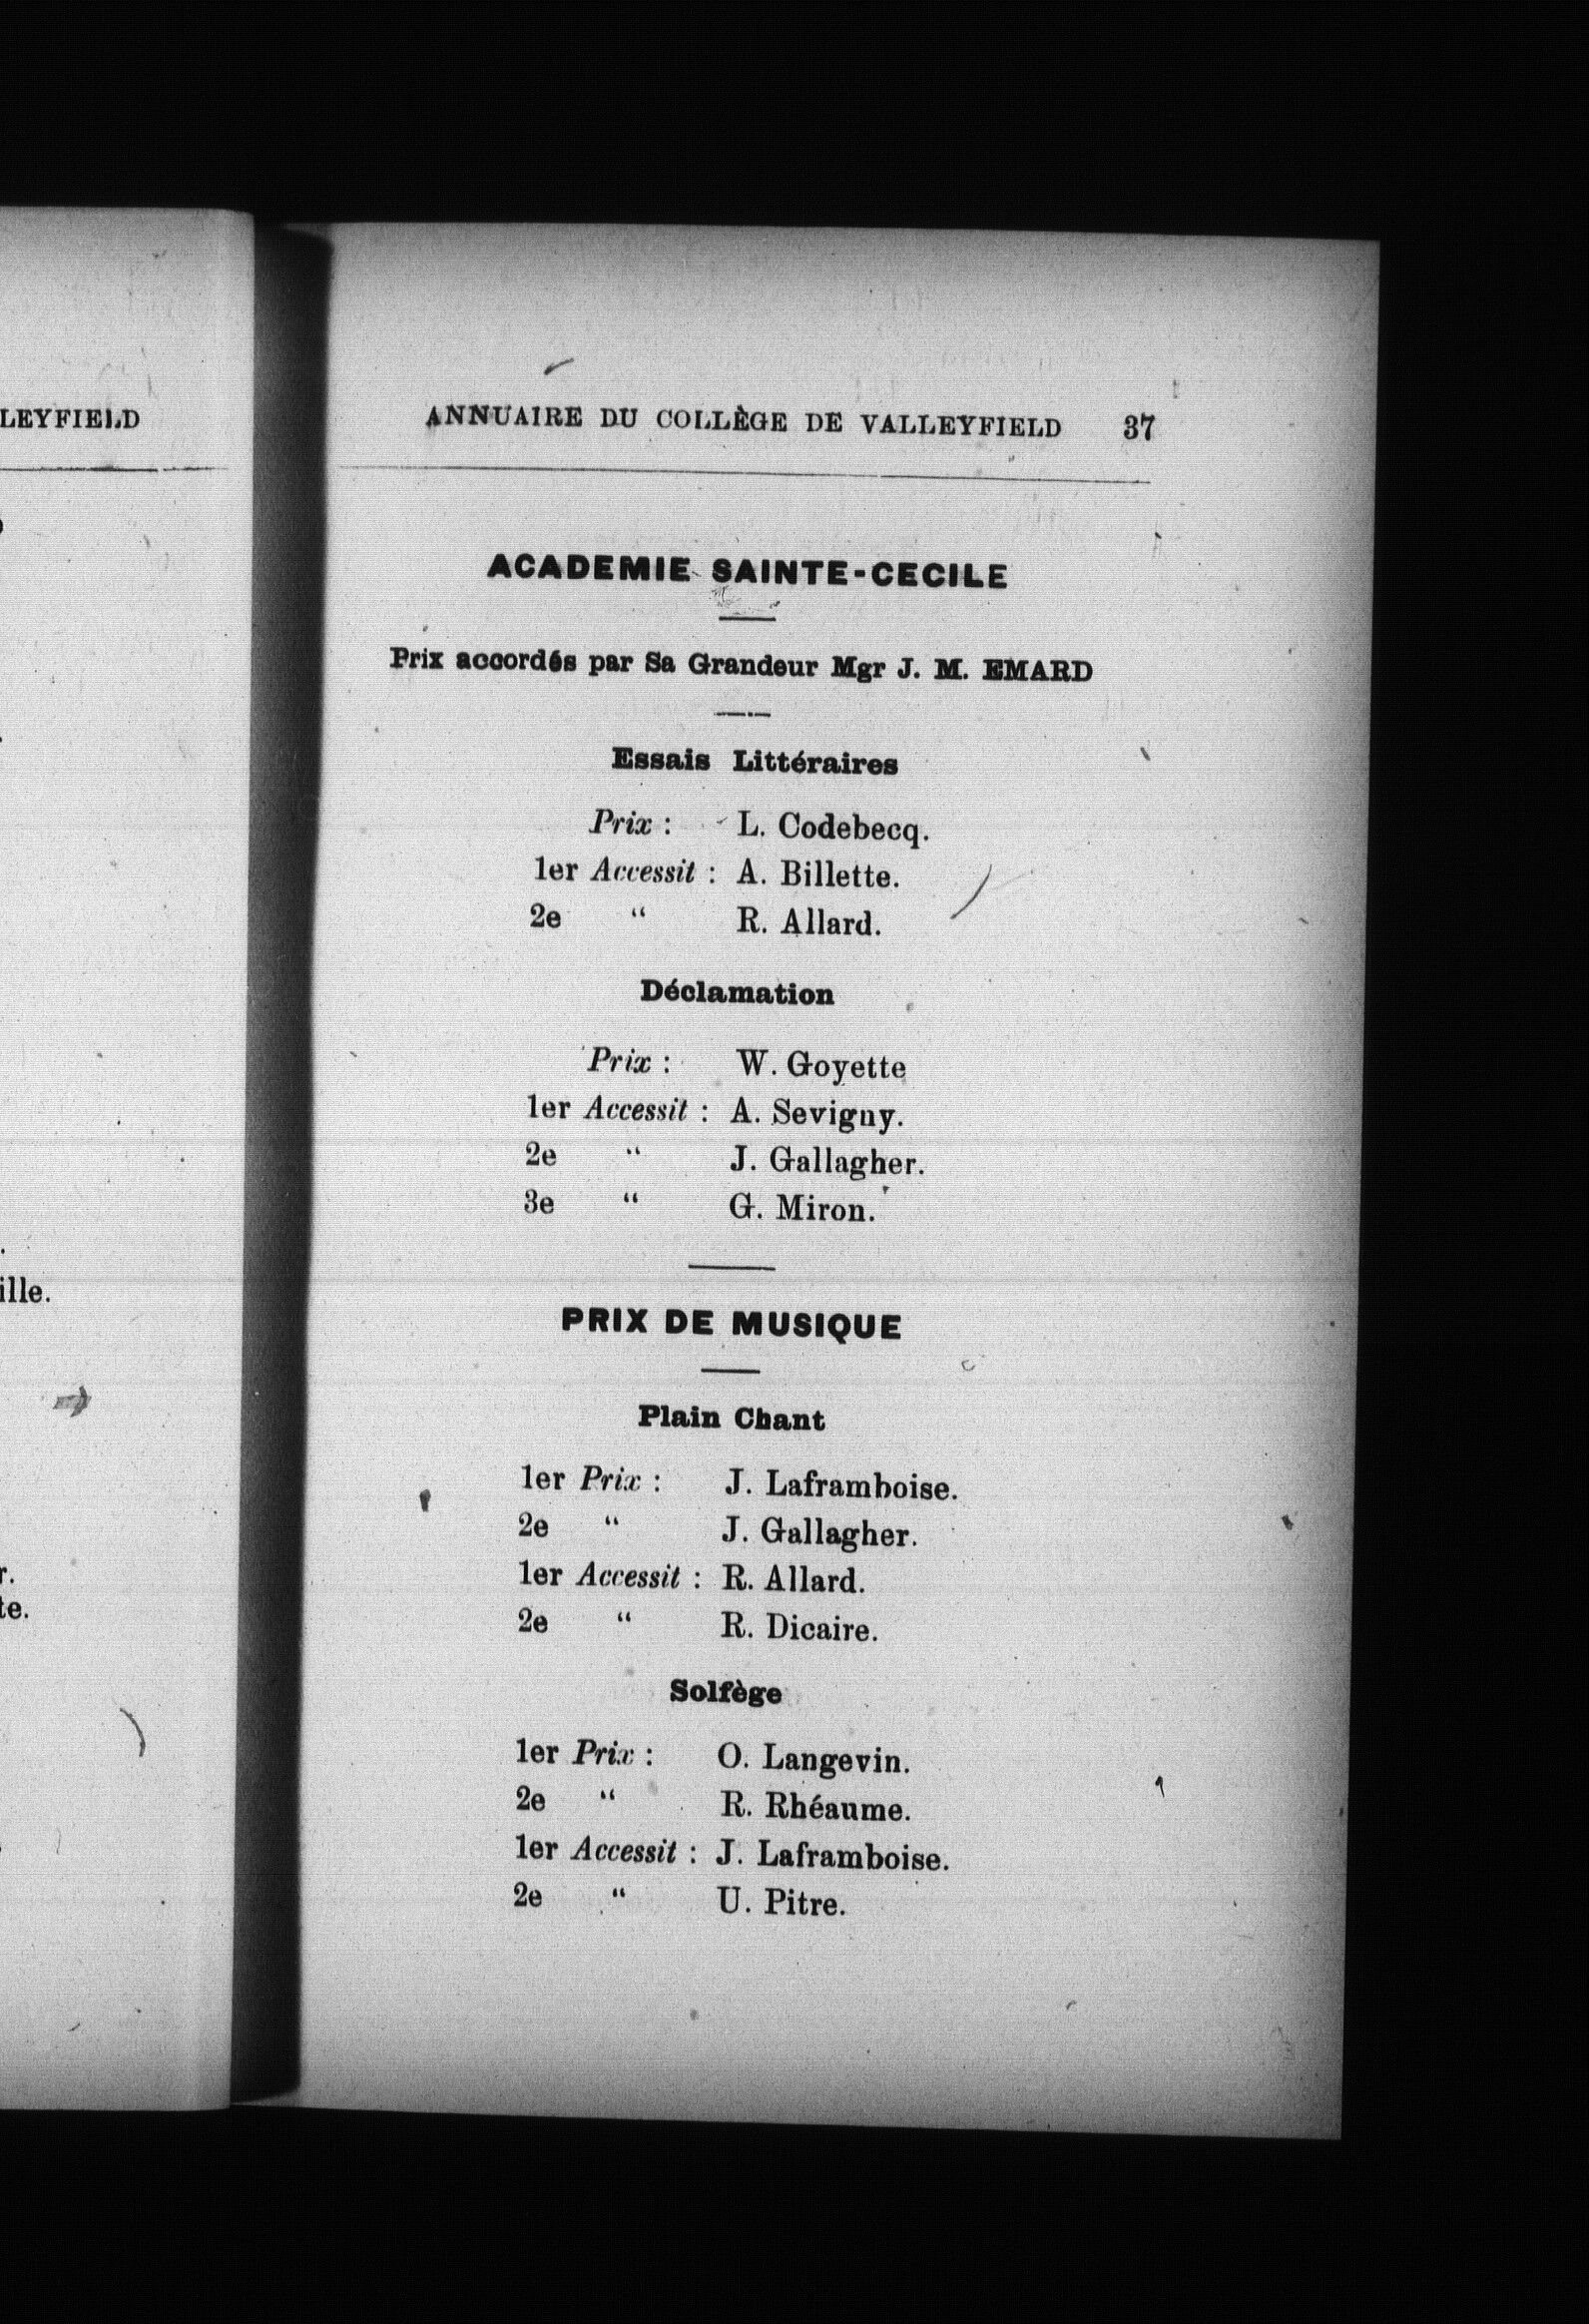 LEYFIELD
ille.
r.
te.
ANNUAIRE DU COLLÈGE DE VALLEYFIELD 37
ACADEMIE SAINTE-CECILE
Prix accordés par Sa Grandeur Mgr J. M. EMARD
Essais Littéraires
Prix : L. Codebecq.
1er Accessit : A. Billette.
2e “ R. Allard.
Déclamation
Prix : W. Goyette
1er Accessit : A. Sevigny.
2e “ J. Gallagher.
3e “ G. Miron.
PRIX DE MUSIQUE
Plain Chant
1er Prix : J. Laframboise.
2e “ J. Gallagher.
1er Accessit : R. Allard.
2e “ R. Dicaire.
Solfège
1er Prix : O. Langevin.
2e “ R. Rhéaume.
1er Accessit : J. Laframboise.
2e “ U. Pitre.